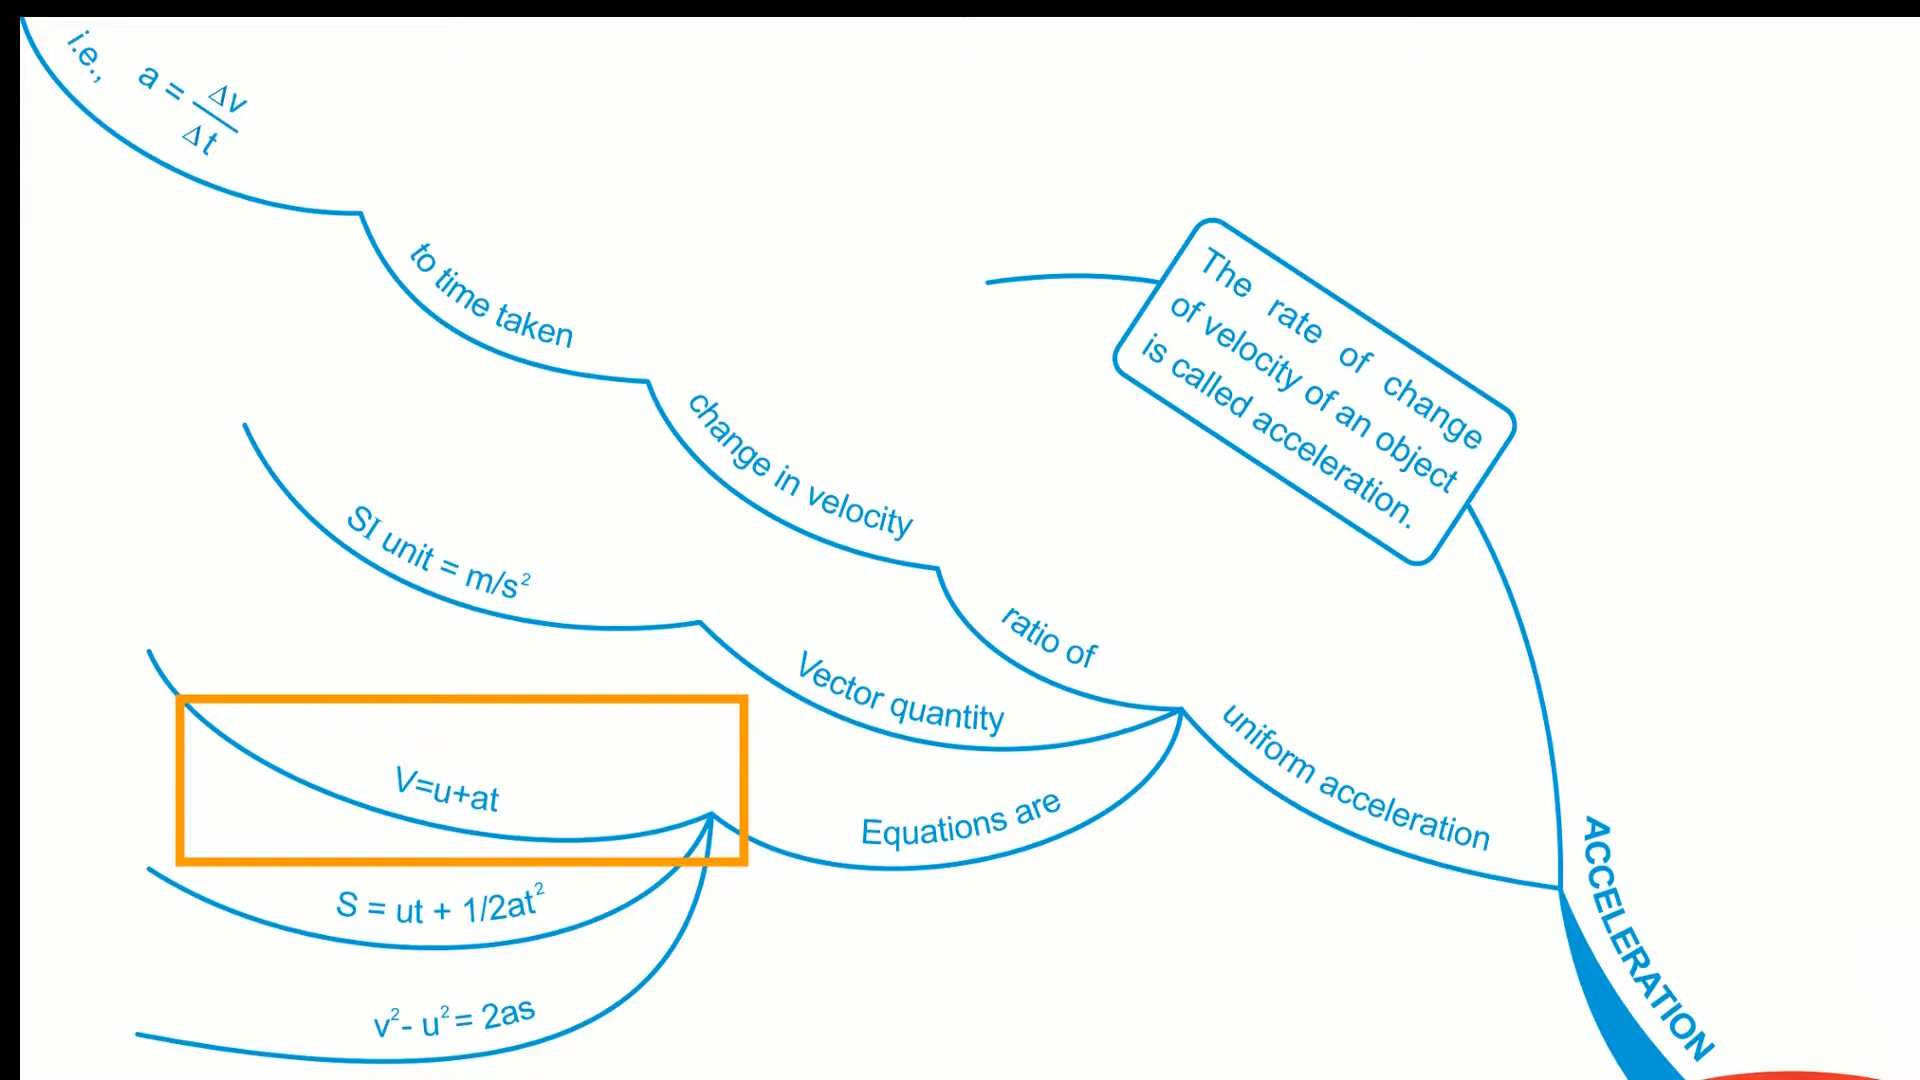 i.e., a = Δv
Δt
to time taken
change in velocity
ratio of
The rate of change
of velocity of an object
is called acceleration.
SI unit = m/s²
Vector quantity
uniform acceleration
V=u+at
Equations are
S = ut + 1/2at²
v²- u²= 2as
ACCELERATION